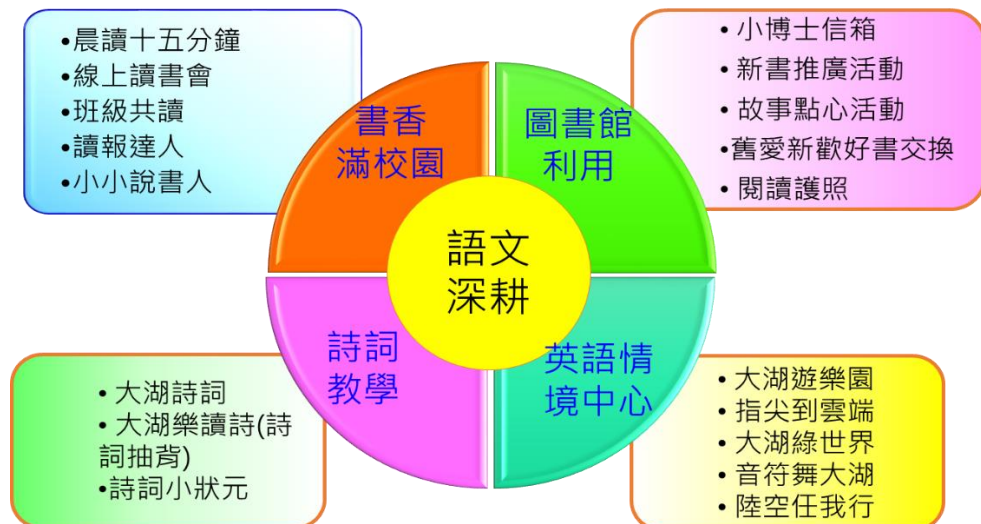 •晨讀十五分鐘
•線上讀書會
•班級共讀
•讀報達人
•小小說書人
• 小博士信箱
• 新書推廣活動
• 故事點心活動
•舊愛新歡好書交換
• 閱讀護照
書香
滿校園
圖書館
利用
語文
深耕
詩詞
教學
英語情
境中心
• 大湖詩詞
• 大湖樂讀詩(詩
詞抽背)
•詩詞小狀元
• 大湖遊樂園
• 指尖到雲端
• 大湖綠世界
• 音符舞大湖
• 陸空任我行